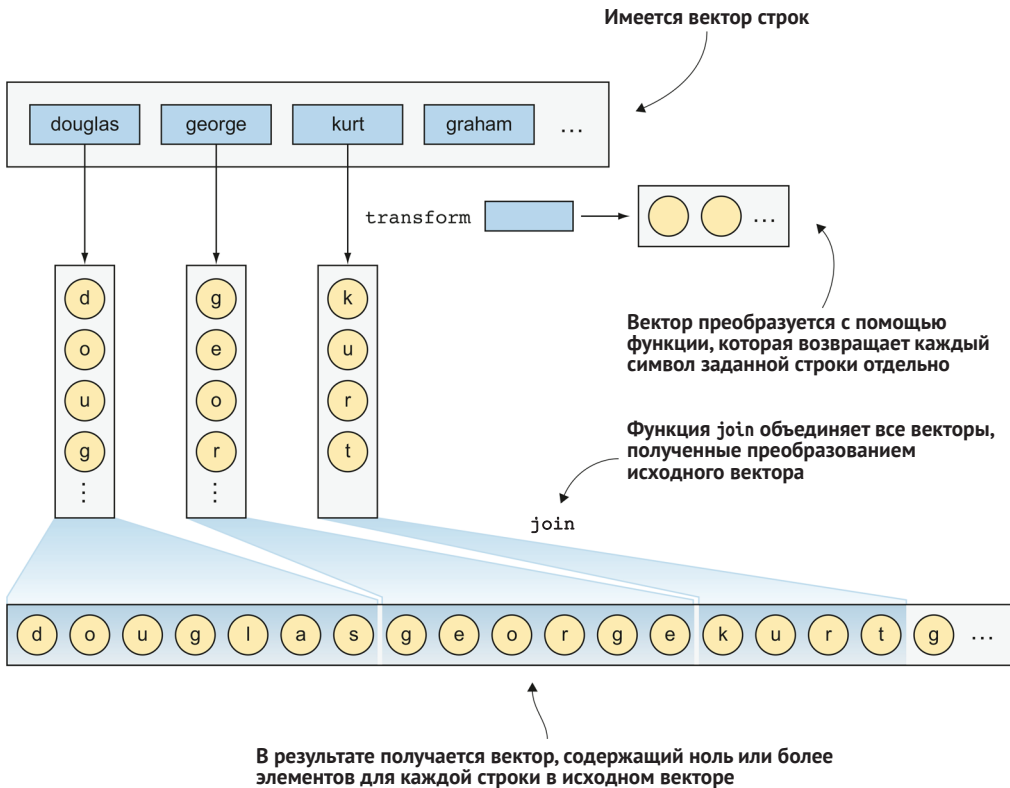 Имеется вектор строк
douglas george kurt graham ...
transform ...
d g k
o e u
u o r
g r t
⋮ ⋮
Вектор преобразуется с помощью
функции, которая возвращает каждый
символ заданной строки отдельно
Функция join объединяет все векторы,
полученные преобразованием
исходного вектора
join
d o u g l a s g e o r g e k u r t g ...
В результате получается вектор, содержащий ноль или более
элементов для каждой строки в исходном векторе